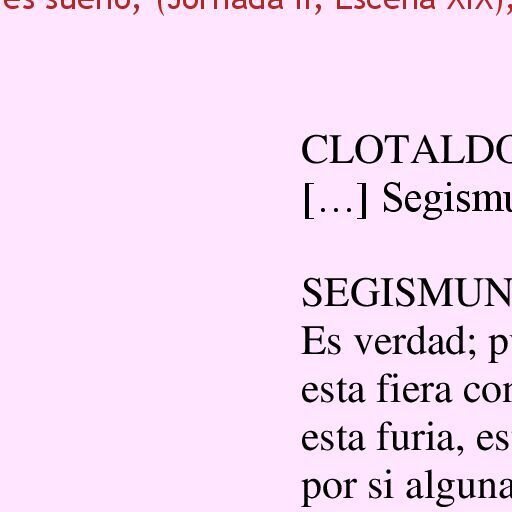 es sueño, (Jornada II, Escena XIX),
CLOTALDO
[…] Segismu
SEGISMUN
Es verdad; p
esta fiera con
esta furia, es
por si alguna